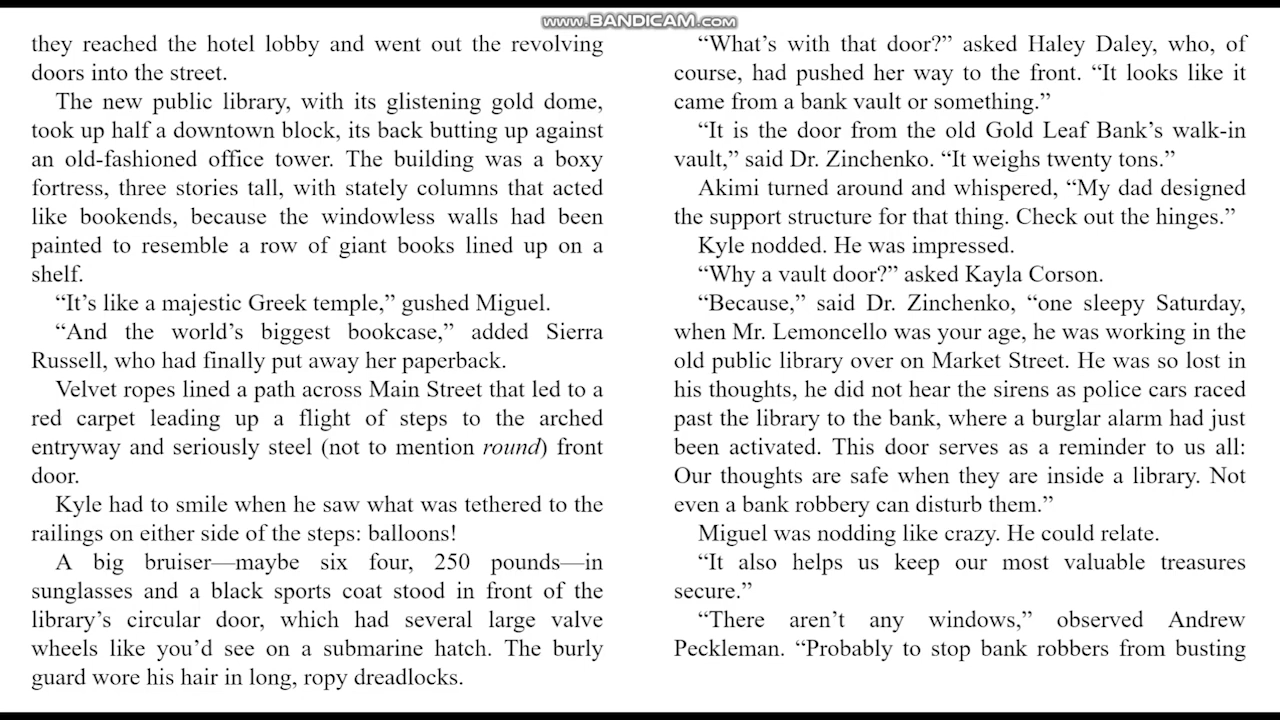 www.BANDICAM.com
they reached the hotel lobby and went out the revolving
doors into the street.
The new public library, with its glistening gold dome,
took up half a downtown block, its back butting up against
an old-fashioned office tower. The building was a boxy
fortress, three stories tall, with stately columns that acted
like bookends, because the windowless walls had been
painted to resemble a row of giant books lined up on a
shelf.
“It’s like a majestic Greek temple,” gushed Miguel.
“And the world’s biggest bookcase,” added Sierra
Russell, who had finally put away her paperback.
Velvet ropes lined a path across Main Street that led to a
red carpet leading up a flight of steps to the arched
entryway and seriously steel (not to mention round) front
door.
Kyle had to smile when he saw what was tethered to the
railings on either side of the steps: balloons!
A big bruiser—maybe six four, 250 pounds—in
sunglasses and a black sports coat stood in front of the
library’s circular door, which had several large valve
wheels like you’d see on a submarine hatch. The burly
guard wore his hair in long, ropy dreadlocks.
“What’s with that door?” asked Haley Daley, who, of
course, had pushed her way to the front. “It looks like it
came from a bank vault or something.”
“It is the door from the old Gold Leaf Bank’s walk-in
vault,” said Dr. Zinchenko. “It weighs twenty tons.”
Akimi turned around and whispered, “My dad designed
the support structure for that thing. Check out the hinges.”
Kyle nodded. He was impressed.
“Why a vault door?” asked Kayla Corson.
“Because,” said Dr. Zinchenko, “one sleepy Saturday,
when Mr. Lemoncello was your age, he was working in the
old public library over on Market Street. He was so lost in
his thoughts, he did not hear the sirens as police cars raced
past the library to the bank, where a burglar alarm had just
been activated. This door serves as a reminder to us all:
Our thoughts are safe when they are inside a library. Not
even a bank robbery can disturb them.”
Miguel was nodding like crazy. He could relate.
“It also helps us keep our most valuable treasures
secure.”
“There aren’t any windows,” observed Andrew
Peckleman. “Probably to stop bank robbers from busting